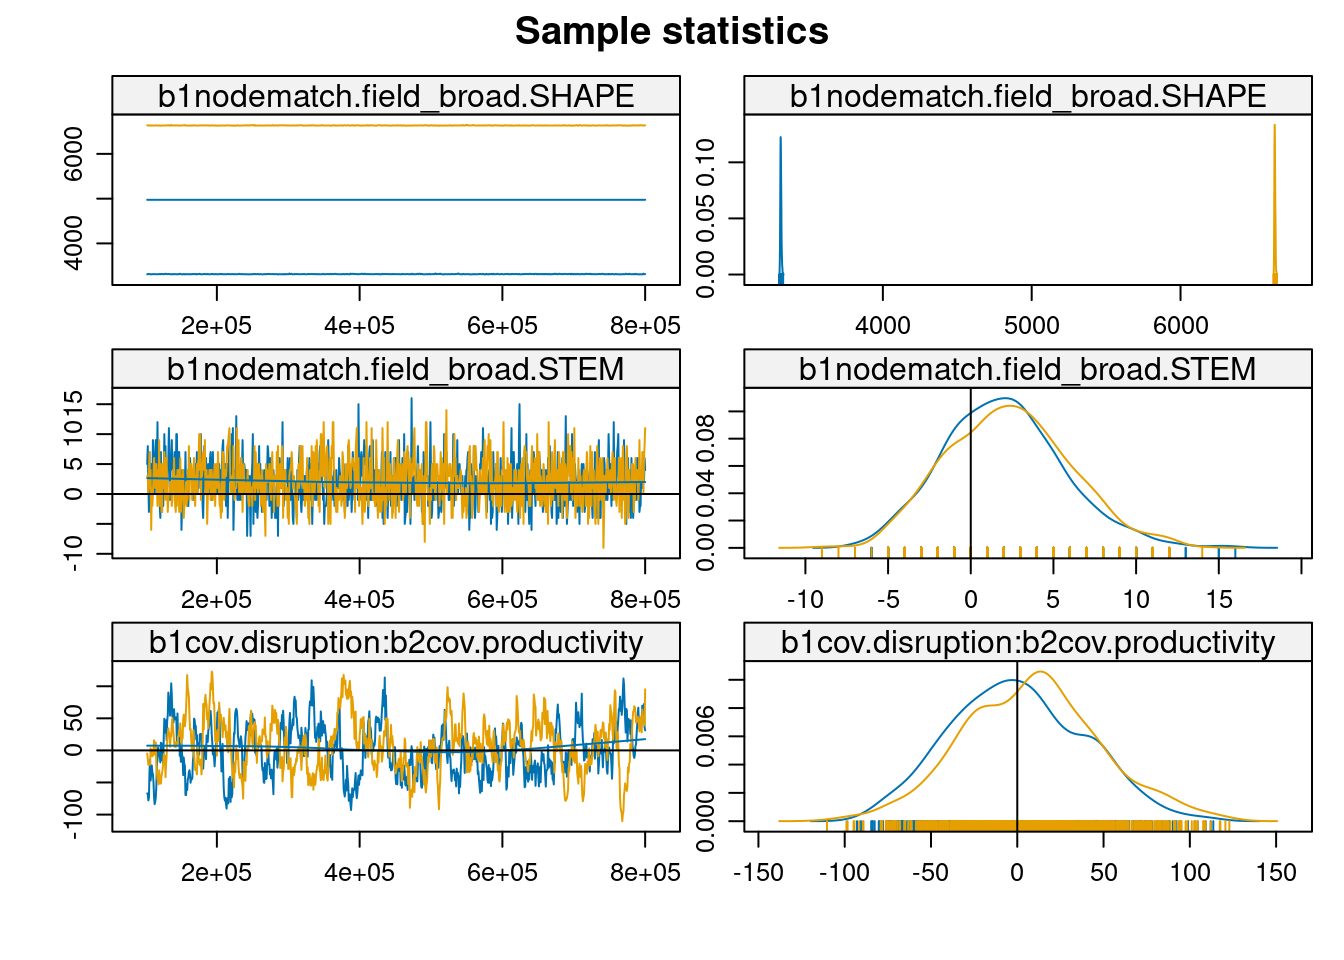 Sample statistics
b1nodematch.field_broad.SHAPE
4000 6000
2e+05 4e+05 6e+05 8e+05
b1nodematch.field_broad.SHAPE
0.00 0.05 0.10
4000 5000 6000
b1nodematch.field_broad.STEM
-10 0 5 10 15
2e+05 4e+05 6e+05 8e+05
b1nodematch.field_broad.STEM
0.00 0.04 0.08
-10 -5 0 5 10 15
b1cov.disruption:b2cov.productivity
-100 0 50
2e+05 4e+05 6e+05 8e+05
b1cov.disruption:b2cov.productivity
0.000 0.006
-150 -100 -50 0 50 100 150